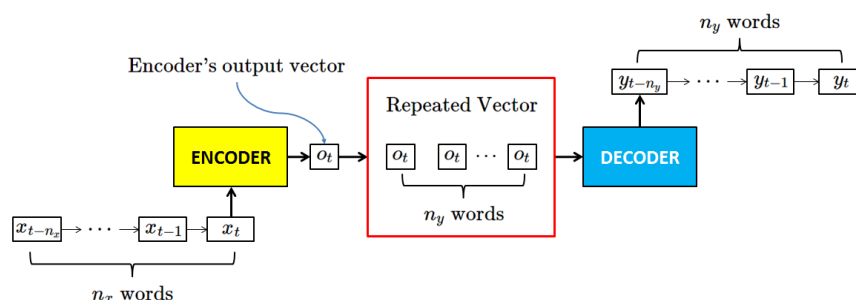 n_y words
Encoder's output vector
y_{t-n_y} ⋯ y_{t-1} y_t
Repeated Vector
ENCODER o_t o_t o_t ⋯ o_t DECODER
n_y words
x_{t-n_x} ⋯ x_{t-1} x_t
n_x words